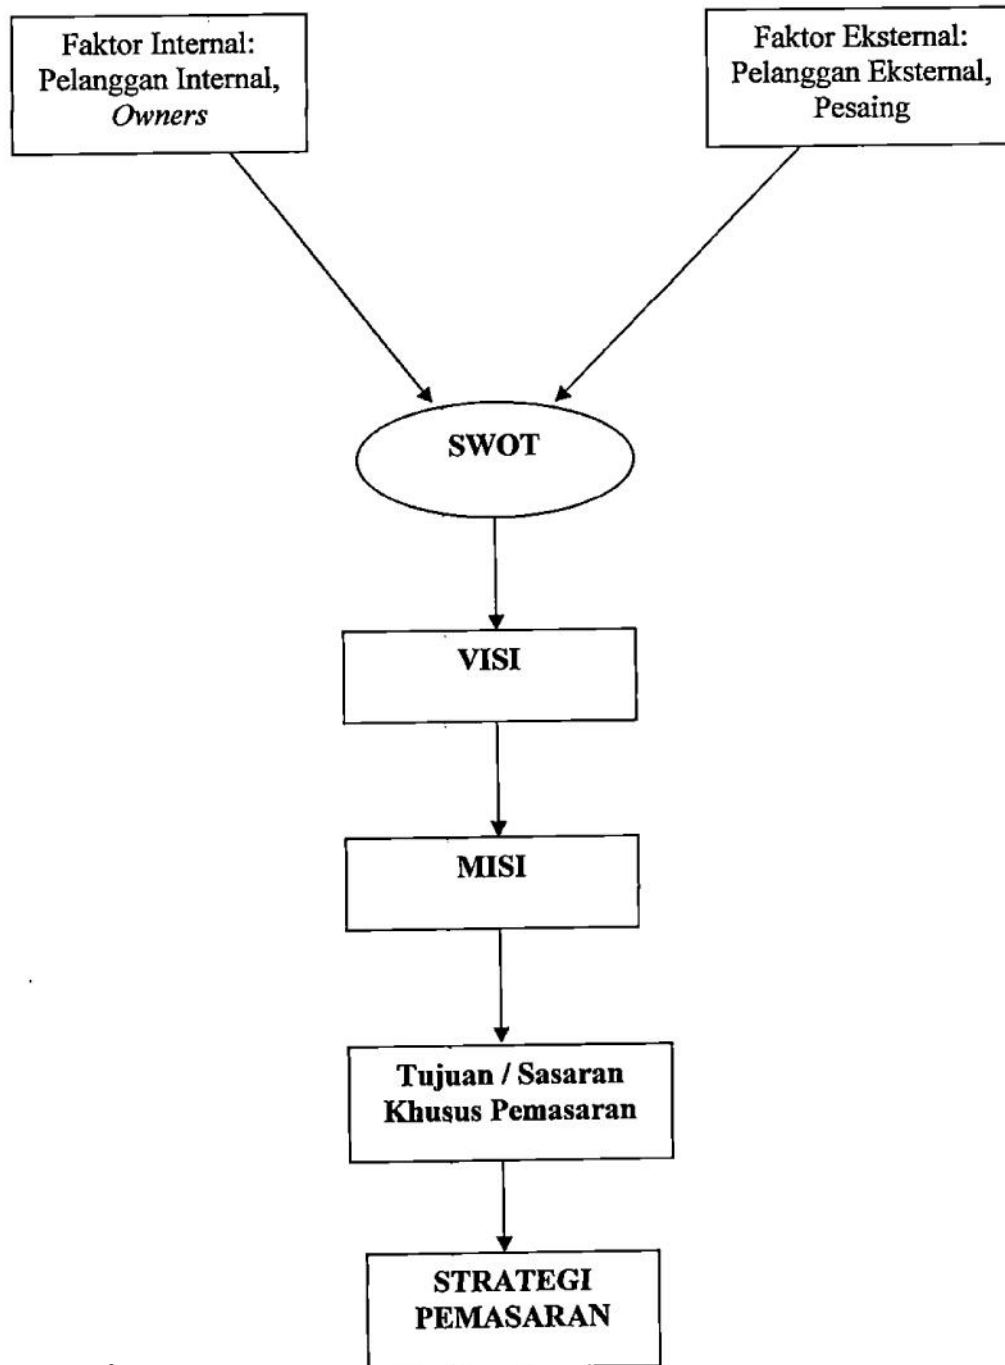 Faktor Internal:
Pelanggan Internal,
Owners
Faktor Eksternal:
Pelanggan Eksternal,
Pesaing
SWOT
VISI
MISI
Tujuan / Sasaran
Khusus Pemasaran
STRATEGI
PEMASARAN